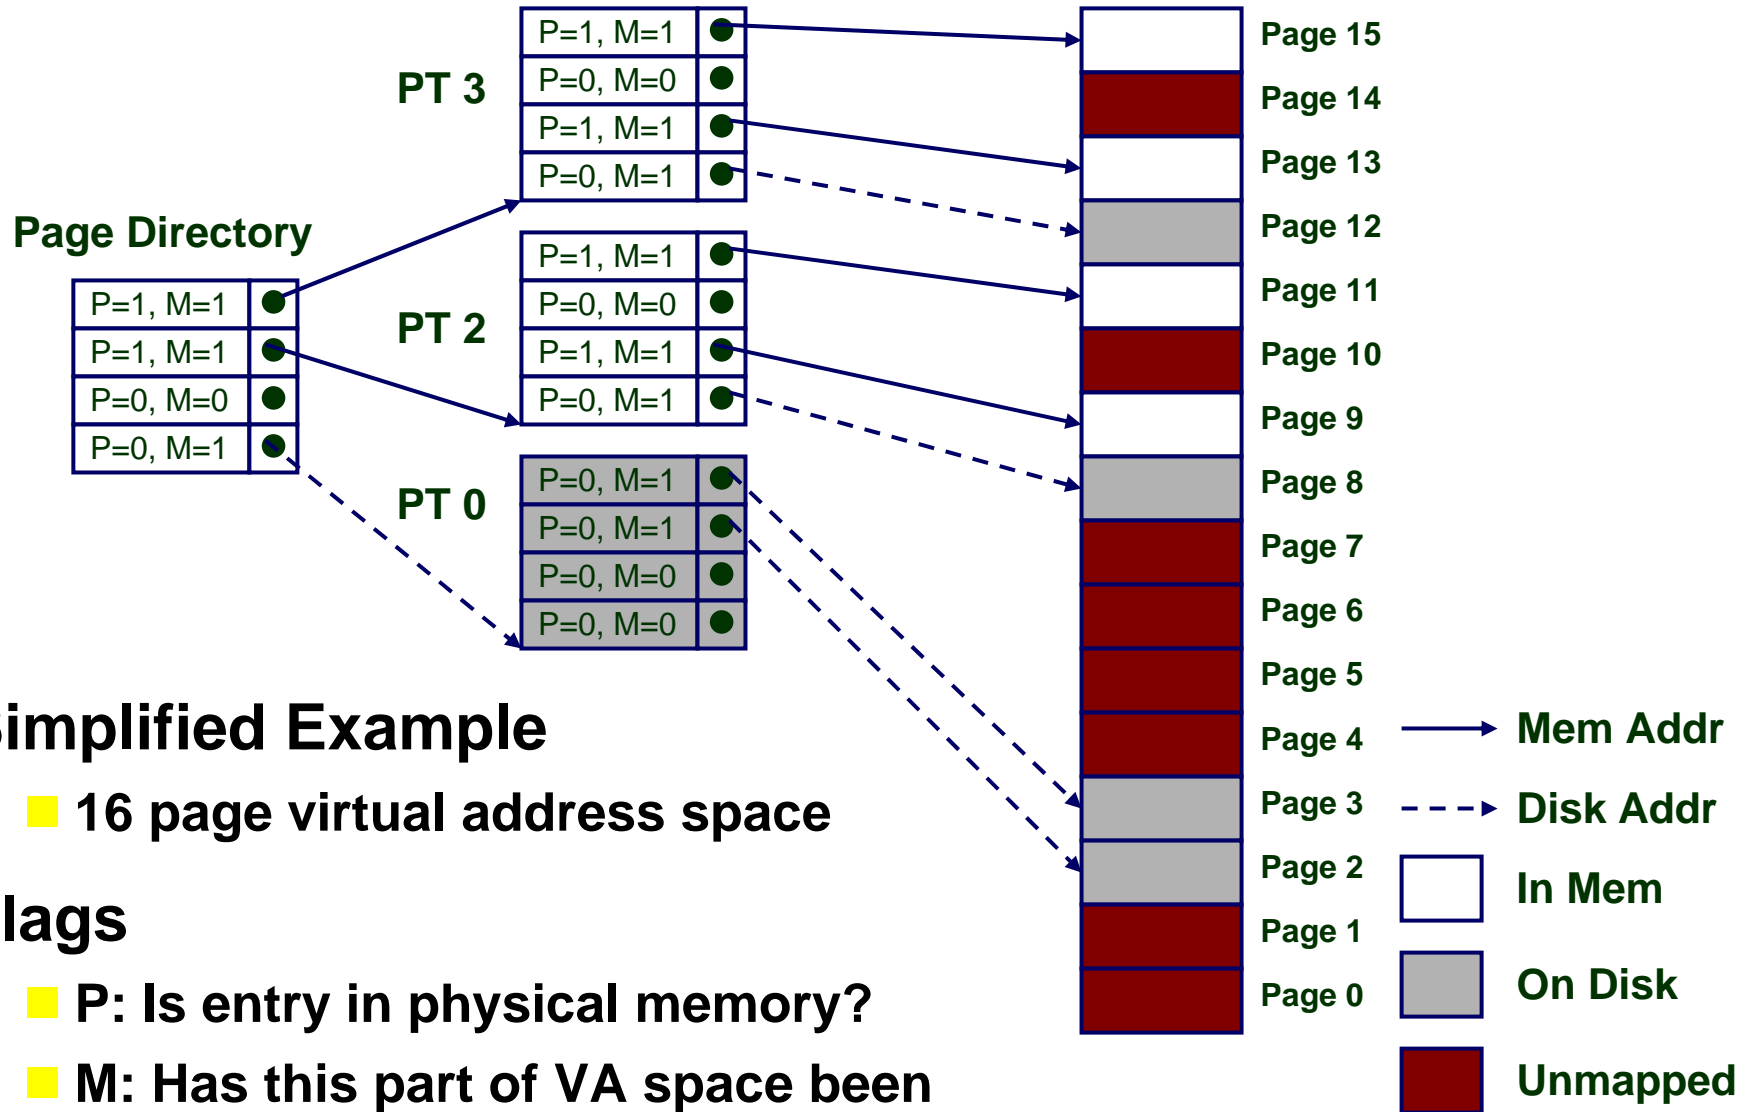 Page Directory
P=1, M=1
P=1, M=1
P=0, M=0
P=0, M=1
PT 3
P=1, M=1
P=0, M=0
P=1, M=1
P=0, M=1
PT 2
P=1, M=1
P=0, M=0
P=1, M=1
P=0, M=1
PT 0
P=0, M=1
P=0, M=1
P=0, M=0
P=0, M=0
Page 15
Page 14
Page 13
Page 12
Page 11
Page 10
Page 9
Page 8
Page 7
Page 6
Page 5
Page 4
Page 3
Page 2
Page 1
Page 0
Mem Addr
Disk Addr
In Mem
On Disk
Unmapped
implified Example
16 page virtual address space
lags
P: Is entry in physical memory?
M: Has this part of VA space been